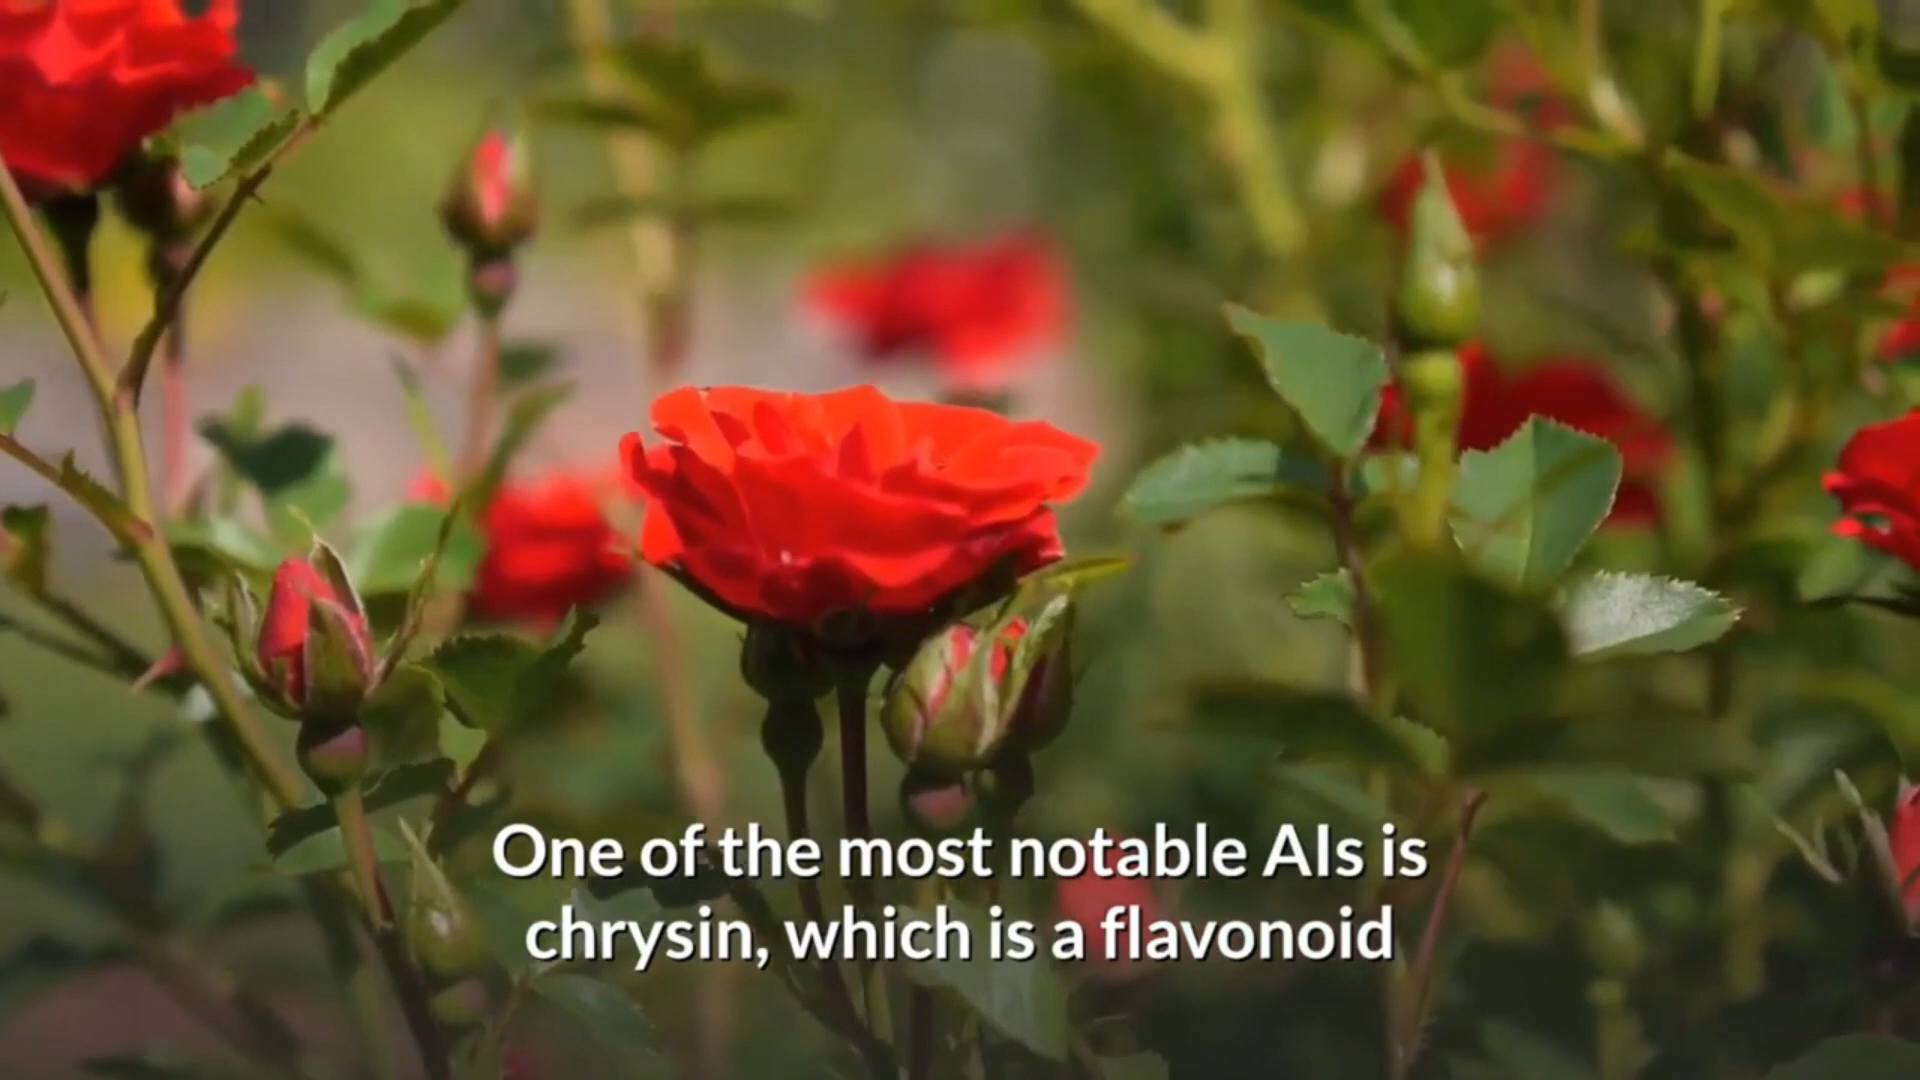 One of the most notable AIs is
chrysin, which is a flavonoid